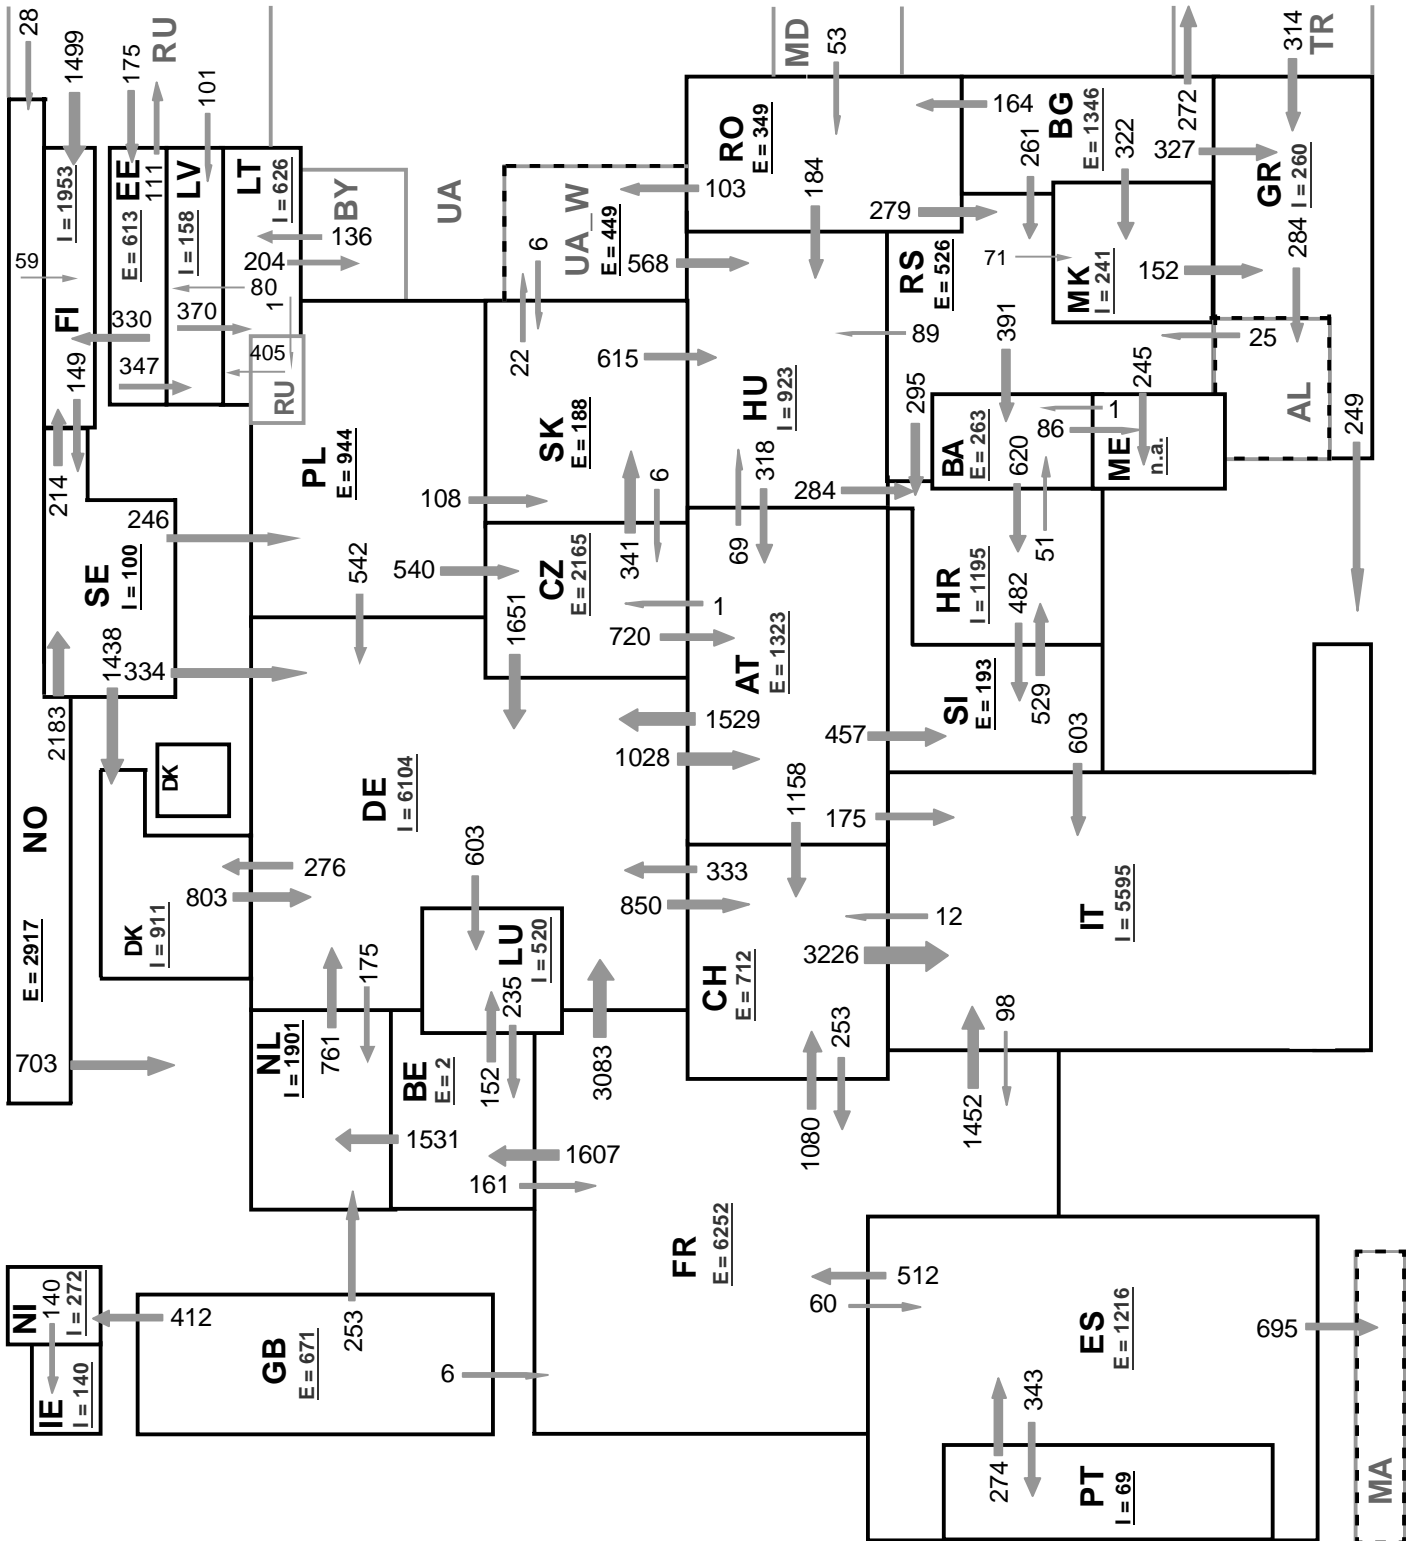 28
1499
175
RU
101
MD
53
314
TR
272
RO
E = 349
164
BG
E = 1346
261
322
327
GR
I = 260
I = 1953
FI
59
EE
E = 613
111
LV
I = 158
LT
I = 626
BY
UA
136
204
80
1
330
370
347
405
RU
149
UA_W
E = 449
6
22
103
184
279
568
RS
E = 526
71
MK
I = 241
152
284
25
AL
249
89
391
295
245
615
HU
I = 923
SK
E = 188
PL
E = 944
108
341
6
69
318
284
BA
E = 263
620
86
1
51
ME
n.a.
214
246
SE
I = 100
1438
334
2183
542
540
CZ
E = 2165
1651
1
720
AT
E = 1323
HR
I = 1195
482
SI
E = 193
529
603
457
1529
1028
NO
E = 2917
DK
DK
I = 911
DE
I = 6104
603
1158
175
276
803
333
850
12
3226
IT
I = 5595
CH
E = 712
LU
I = 520
235
175
761
NL
I = 1901
BE
E = 2
152
3083
703
1080
253
1452
98
1531
1607
161
FR
E = 6252
512
60
ES
E = 1216
695
NI
I = 272
140
412
IE
I = 140
GB
E = 671
253
6
274
343
PT
I = 69
MA